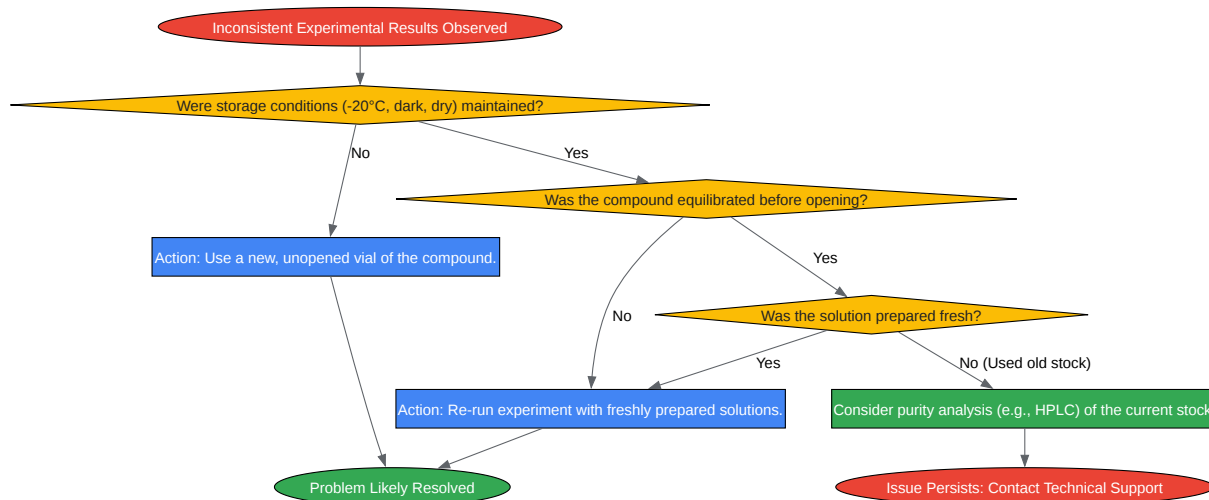 Inconsistent Experimental Results Observed
Were storage conditions (-20°C, dark, dry) maintained?
No
Yes
Was the compound equilibrated before opening?
Action: Use a new, unopened vial of the compound.
Yes
No
Was the solution prepared fresh?
Yes
No (Used old stock)
Action: Re-run experiment with freshly prepared solutions.
Consider purity analysis (e.g., HPLC) of the current stock
Problem Likely Resolved
Issue Persists: Contact Technical Support